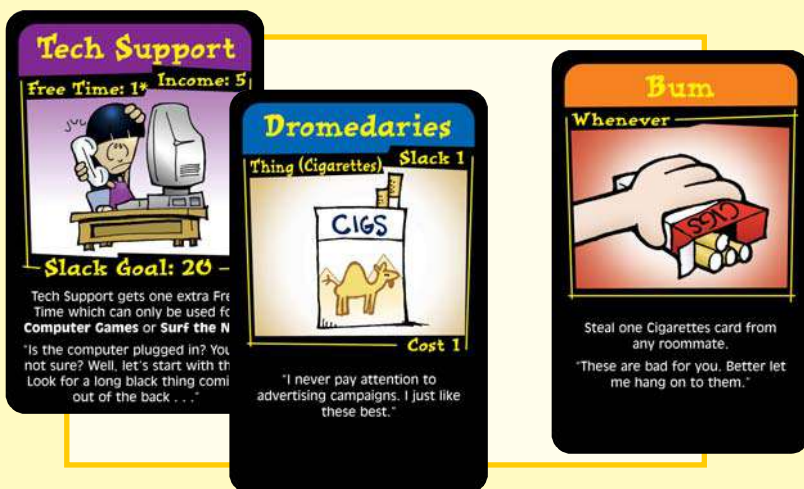 Tech Support
Free Time: 1*
Income: 5
Slack Goal: 20
Tech Support gets one extra Fre
Time which can only be used fo
Computer Games or Surf the N
"Is the computer plugged in? You
not sure? Well, let's start with th
Look for a long black thing comi
out of the back . . ."
Dromedaries
Thing (Cigarettes)
Slack 1
CIGS
Cost 1
"I never pay attention to
advertising campaigns. I just like
these best."
Bum
Whenever
CIGS
Steal one Cigarettes card from
any roommate.
"These are bad for you. Better let
me hang on to them."